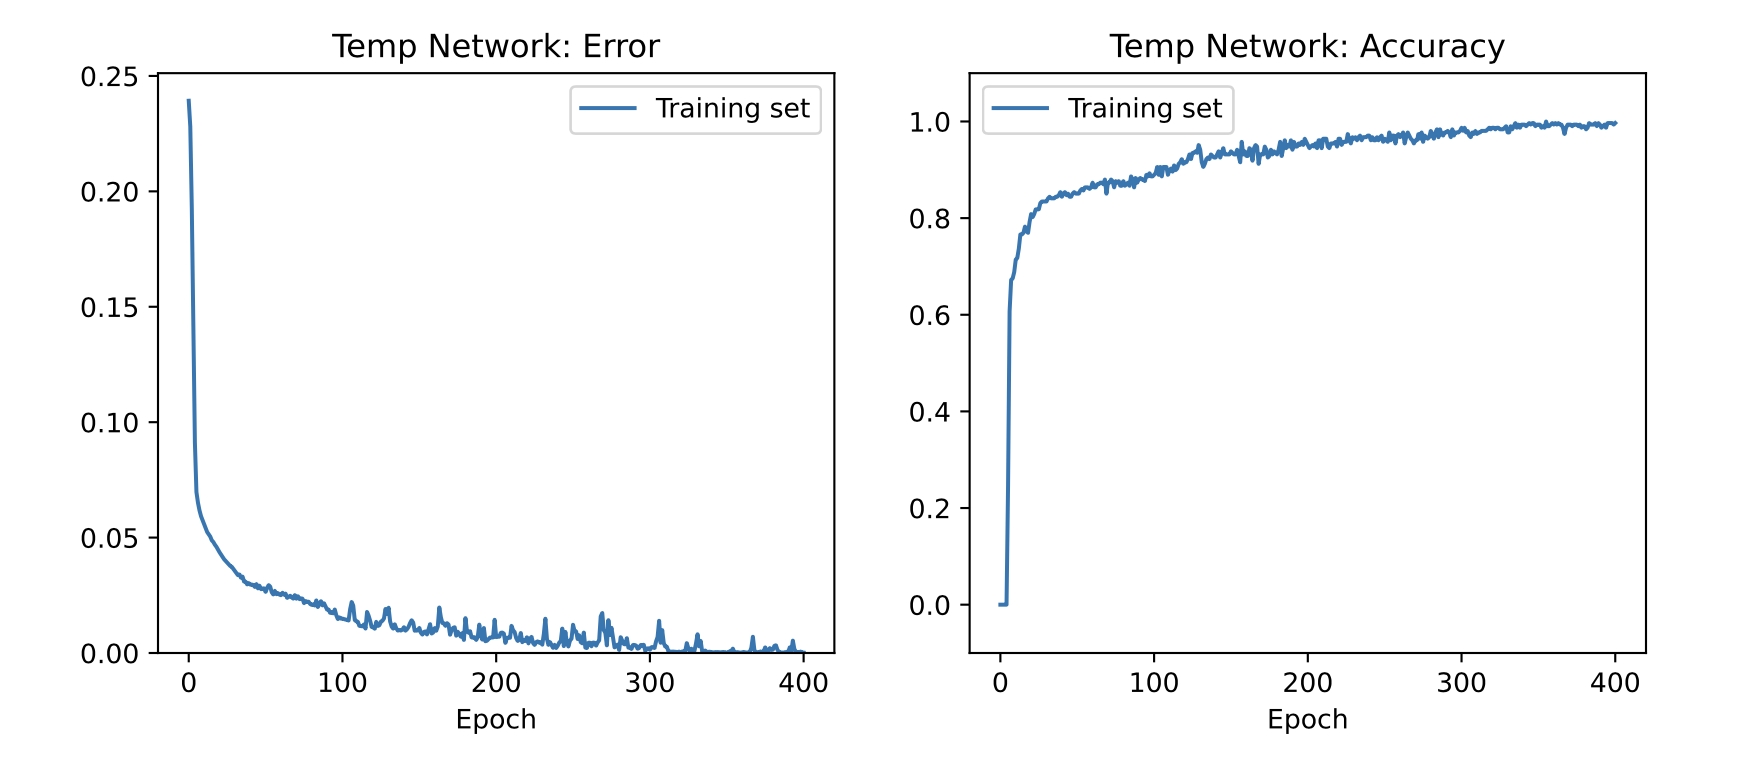 Temp Network: Error
0.25
0.20
0.15
0.10
0.05
0.00
Training set
0 100 200 300 400
Epoch
Temp Network: Accuracy
1.0
0.8
0.6
0.4
0.2
0.0
Training set
0 100 200 300 400
Epoch